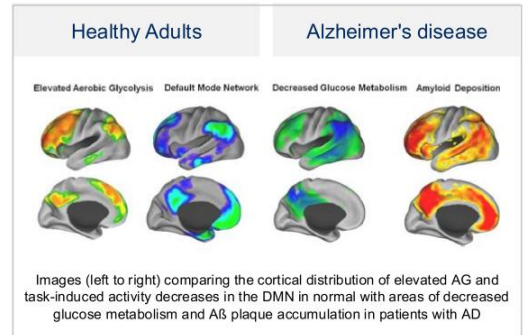 Healthy Adults
Alzheimer's disease
Elevated Aerobic Glycolysis
Default Mode Network
Decreased Glucose Metabolism
Amyloid Deposition
Images (left to right) comparing the cortical distribution of elevated AG and
task-induced activity decreases in the DMN in normal with areas of decreased
glucose metabolism and Aß plaque accumulation in patients with AD